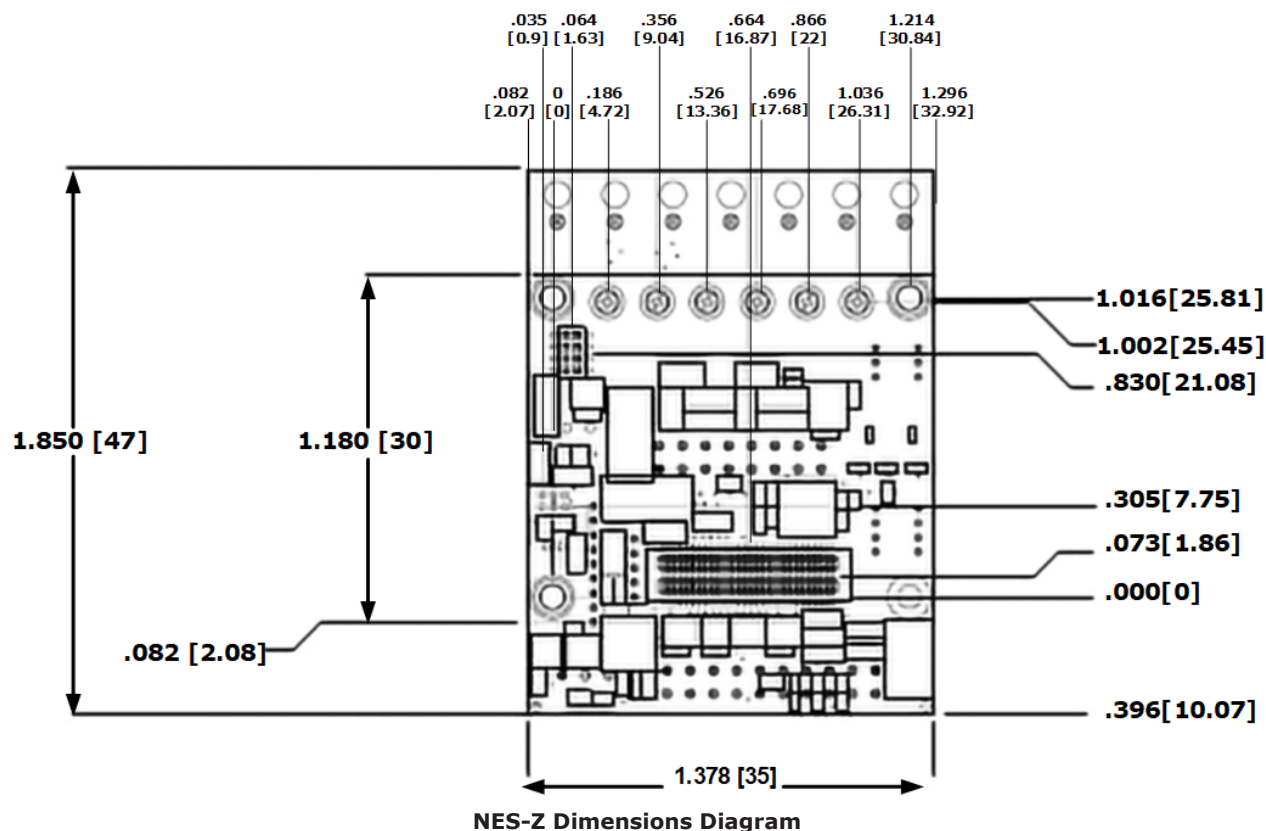 .035 .064 .356 .664 .866 1.214
[0.9] [1.63] [9.04] [16.87] [22] [30.84]
.082 0 .186 .526 .696 1.036 1.296
[2.07] [0] [4.72] [13.36] [17.68] [26.31] [32.92]
1.016[25.81]
1.002[25.45]
.830[21.08]
1.850 [47]
1.180 [30]
.305[7.75]
.073[1.86]
.000[0]
.082 [2.08]
.396[10.07]
1.378 [35]
NES-Z Dimensions Diagram